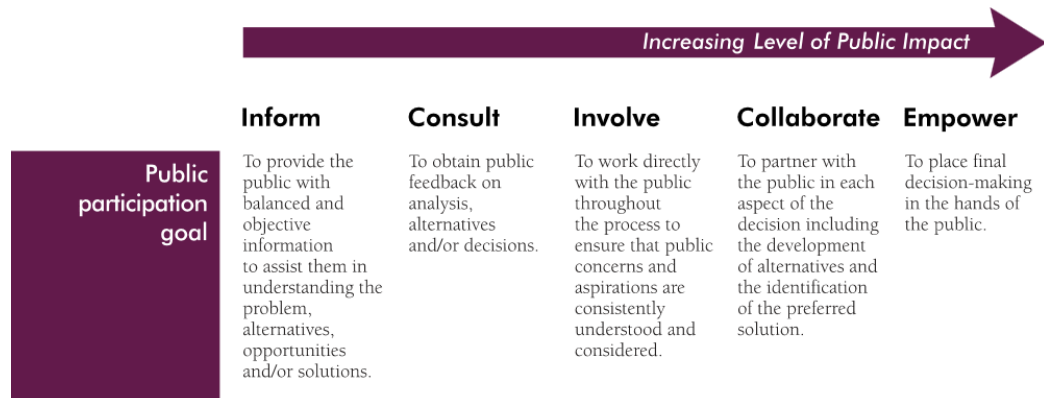 Increasing Level of Public Impact
Inform
Consult
Involve
Collaborate
Empower
Public
participation
goal
To provide the
public with
balanced and
objective
information
to assist them in
understanding the
problem,
alternatives,
opportunities
and/or solutions.
To obtain public
feedback on
analysis,
alternatives
and/or decisions.
To work directly
with the public
throughout
the process to
ensure that public
concerns and
aspirations are
consistently
understood and
considered.
To partner with
the public in each
aspect of the
decision including
the development
of alternatives and
the identification
of the preferred
solution.
To place final
decision-making
in the hands of
the public.